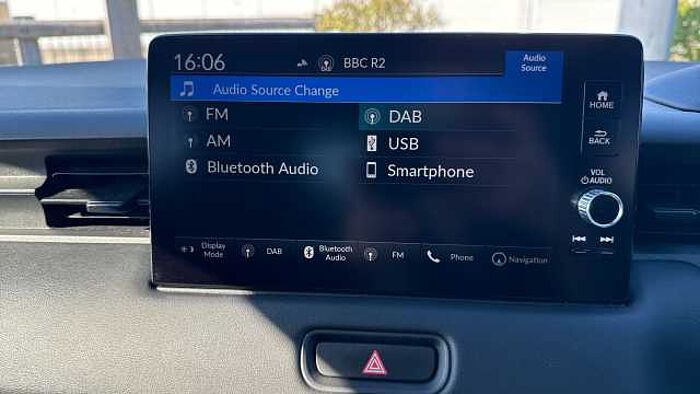 16:06
BBC R2
Audio Source
Audio Source Change
FM
DAB
AM
USB
Bluetooth Audio
Smartphone
HOME
BACK
VOL
AUDIO
Display Mode
DAB
Bluetooth Audio
FM
Phone
Navigation